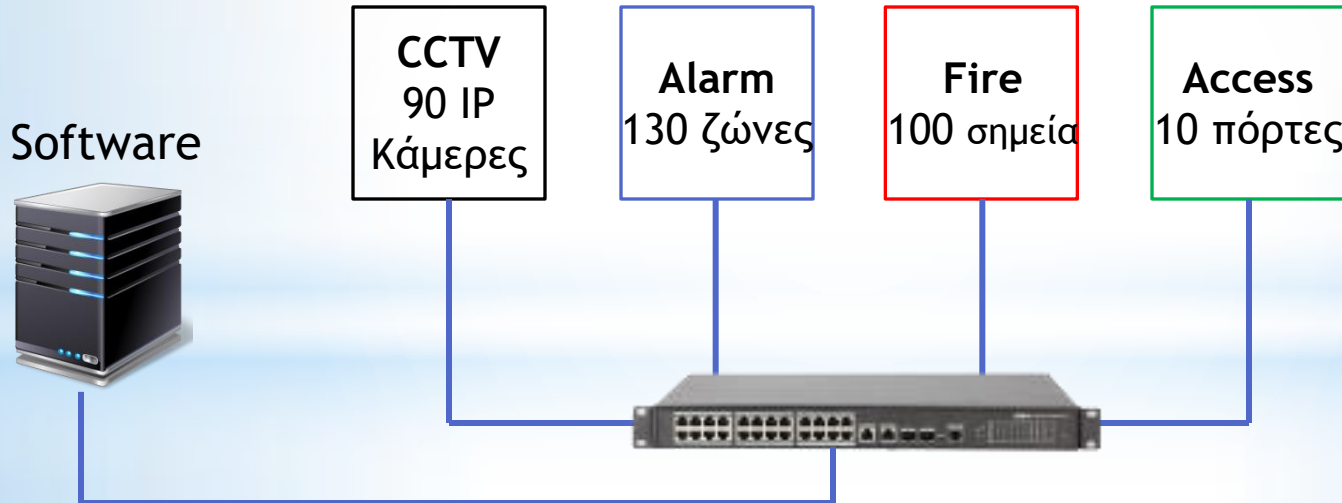 Software
CCTV
90 IP
Κάμερες
Alarm
130 ζώνες
Fire
100 σημεία
Access
10 πόρτες